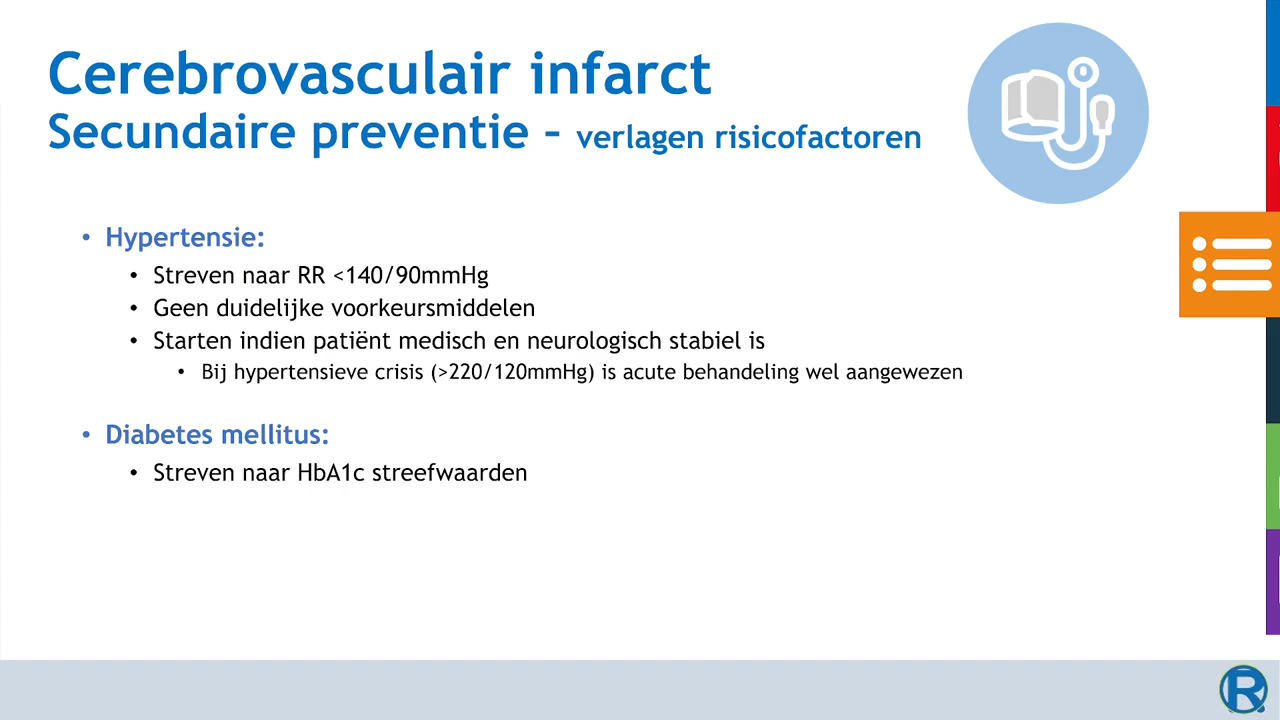 Cerebrovasculair infarct
Secundaire preventie – verlagen risicofactoren
• Hypertensie:
• Streven naar RR <140/90mmHg
• Geen duidelijke voorkeursmiddelen
• Starten indien patiënt medisch en neurologisch stabiel is
• Bij hypertensieve crisis (>220/120mmHg) is acute behandeling wel aangewezen
• Diabetes mellitus:
• Streven naar HbA1c streefwaarden
R